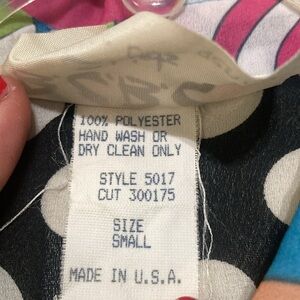 100% POLYESTER
HAND WASH OR
DRY CLEAN ONLY
STYLE 5017
CUT 300175
SIZE
SMALL
MADE IN U.S.A.